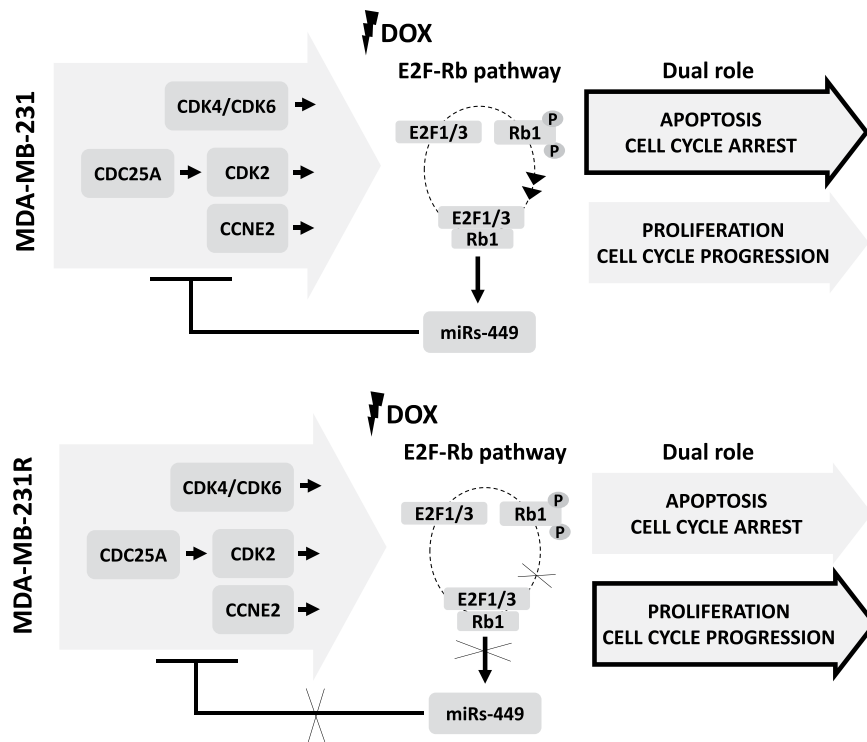 MDA-MB-231
DOX
E2F-Rb pathway
Dual role
CDK4/CDK6
CDC25A
CDK2
CCNE2
E2F1/3
Rb1
P
P
E2F1/3
Rb1
miRs-449
APOPTOSIS
CELL CYCLE ARREST
PROLIFERATION
CELL CYCLE PROGRESSION
MDA-MB-231R
DOX
E2F-Rb pathway
Dual role
CDK4/CDK6
CDC25A
CDK2
CCNE2
E2F1/3
Rb1
P
P
E2F1/3
Rb1
miRs-449
APOPTOSIS
CELL CYCLE ARREST
PROLIFERATION
CELL CYCLE PROGRESSION